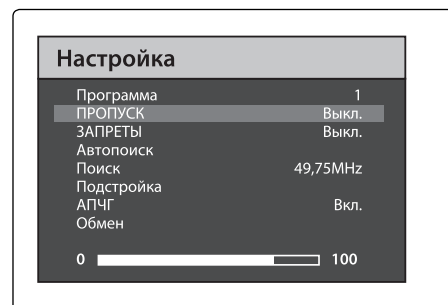 Настройка
Программа 1
ПРОПУСК Выкл.
ЗАПРЕТЫ Выкл.
Автопоиск
Поиск 49,75MHz
Подстройка
АПЧГ Вкл.
Обмен
0 100